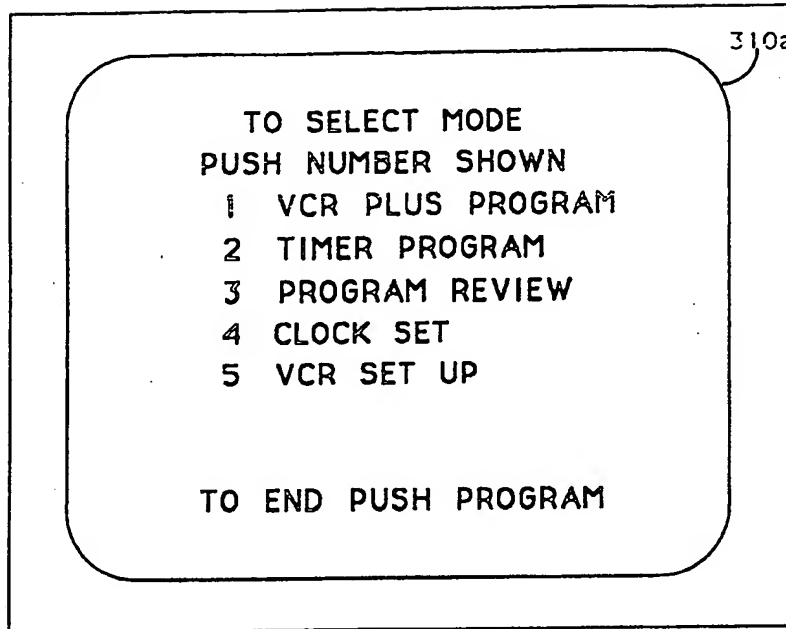 310a
TO SELECT MODE
PUSH NUMBER SHOWN
1 VCR PLUS PROGRAM
2 TIMER PROGRAM
3 PROGRAM REVIEW
4 CLOCK SET
5 VCR SET UP
TO END PUSH PROGRAM